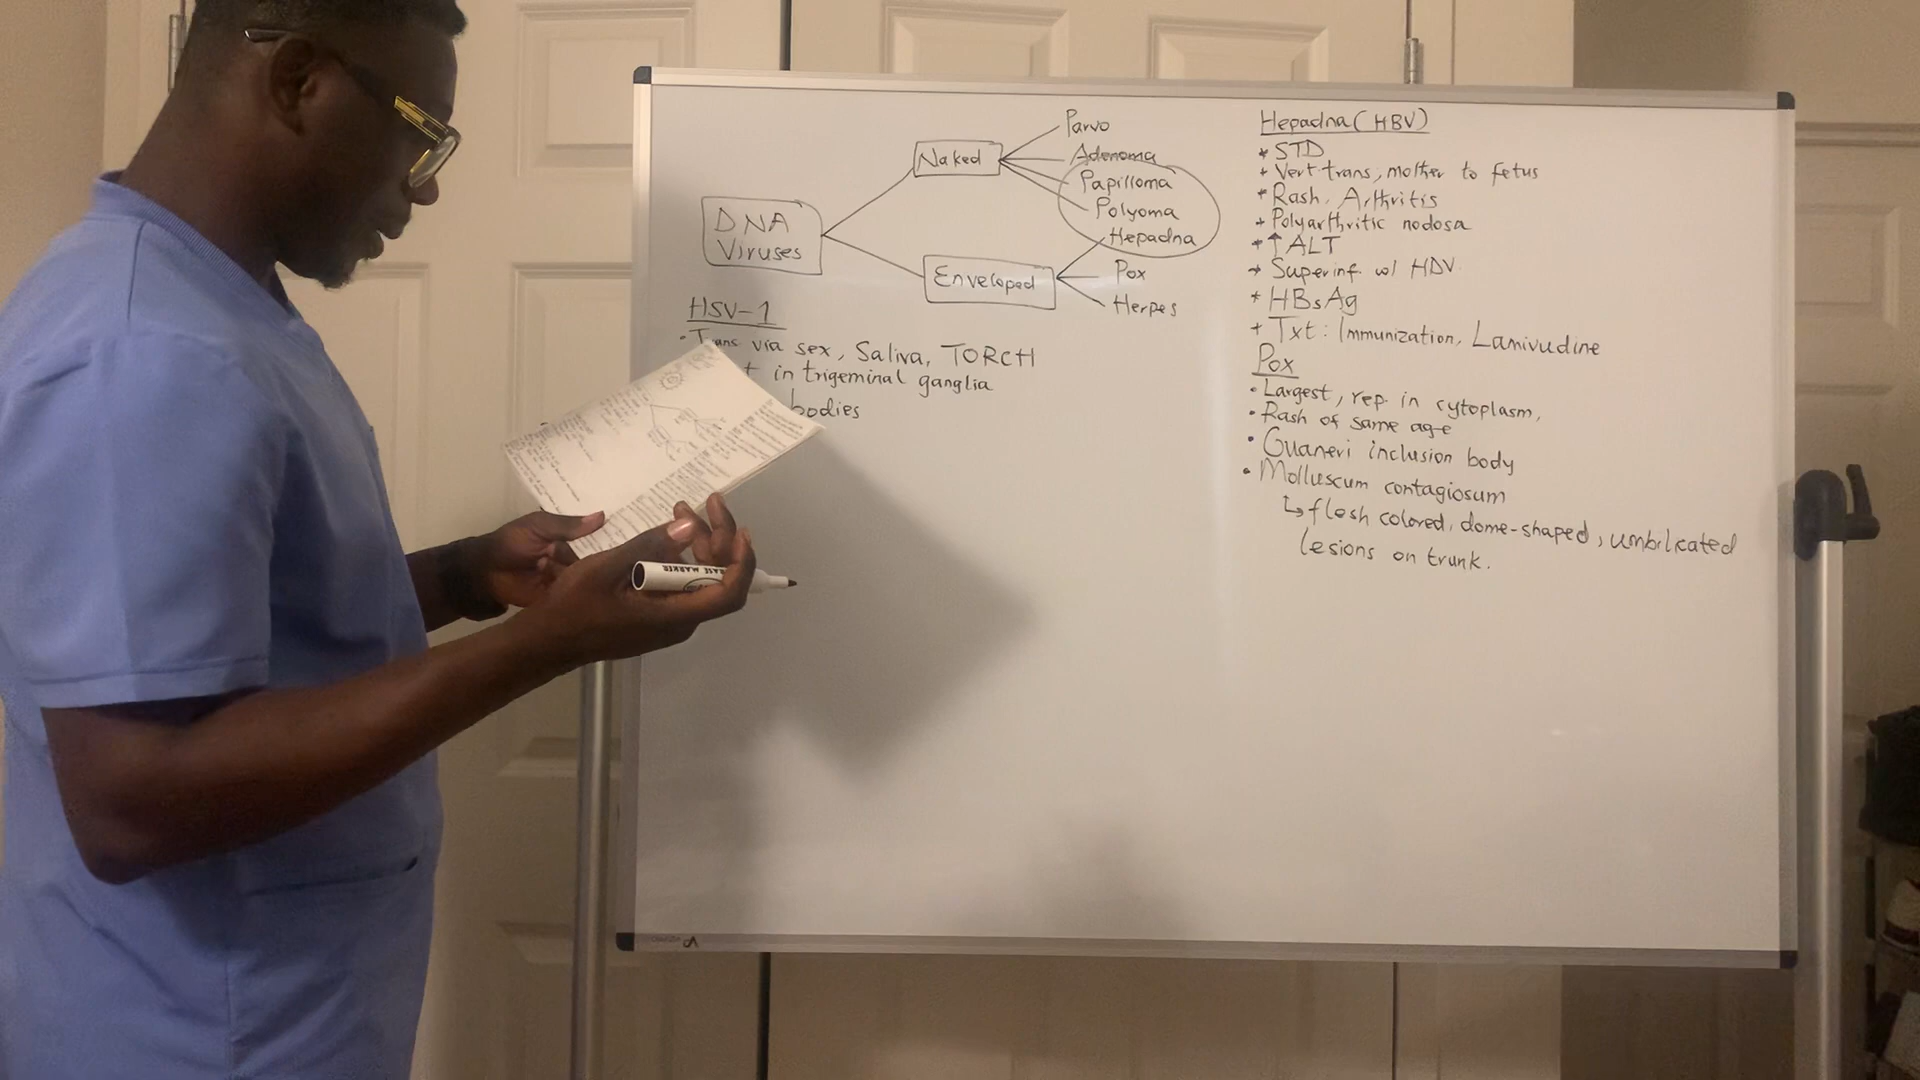 DNA
Viruses
Naked
Parvo
Adenoma
Papilloma
Polyoma
Enveloped
Hepadna
Pox
Herpes
HSV-1
• Trans via sex, Saliva, TORCH
t in trigeminal ganglia
bodies
Hepadna (HBV)
* STD
+ Vert trans, mother to fetus
* Rash, Arthritis
+ Polyarthritic nodosa
* ↑ ALT
* Superinf w/ HDV
* HBsAg
+ Txt: Immunization, Lamivudine
Pox
• Largest, rep in cytoplasm,
• Rash of same age
• Guaneri inclusion body
• Molluscum contagiosum
↳ flesh colored, dome-shaped, umbilicated
lesions on trunk.
ERASE MARKER